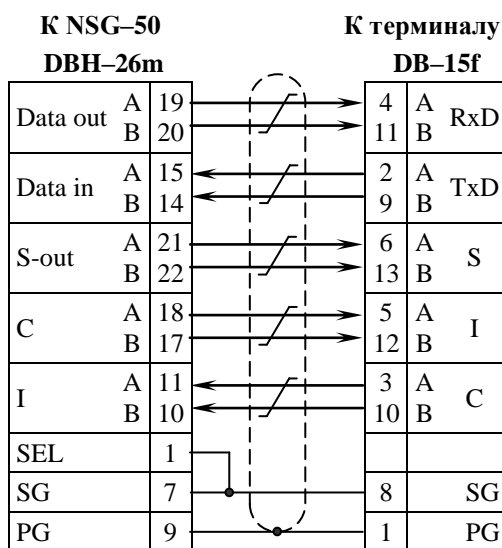 К NSG–50 К терминалу
DBH–26m DB–15f
Data out A 19 4 A RxD
B 20 11 B
Data in A 15 2 A TxD
B 14 9 B
S-out A 21 6 A S
B 22 13 B
C A 18 5 A I
B 17 12 B
I A 11 3 A C
B 10 10 B
SEL 1
SG 7 8 SG
PG 9 1 PG